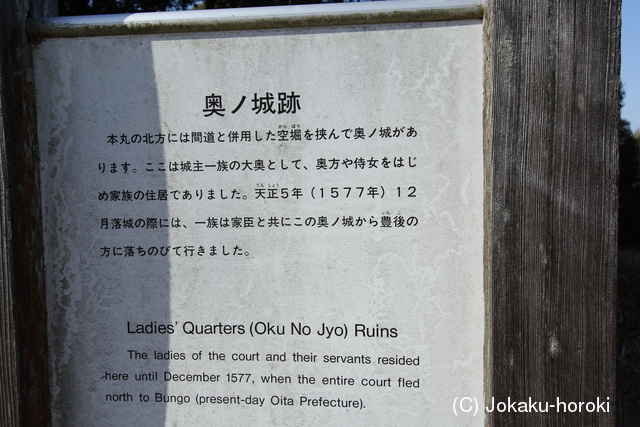 奥ノ城跡
本丸の北方には間道と併用した空堀を挟んで奥ノ城があ
ります。ここは城主一族の大奥として、奥方や侍女をはじ
め家族の住居でありました。天正5年（1577年）12
月落城の際には、一族は家臣と共にこの奥ノ城から豊後の
方に落ちのびて行きました。
Ladies' Quarters (Oku No Jyo) Ruins
The ladies of the court and their servants resided
here until December 1577, when the entire court fled
north to Bungo (present-day Oita Prefecture).
(C) Jokaku-horoki